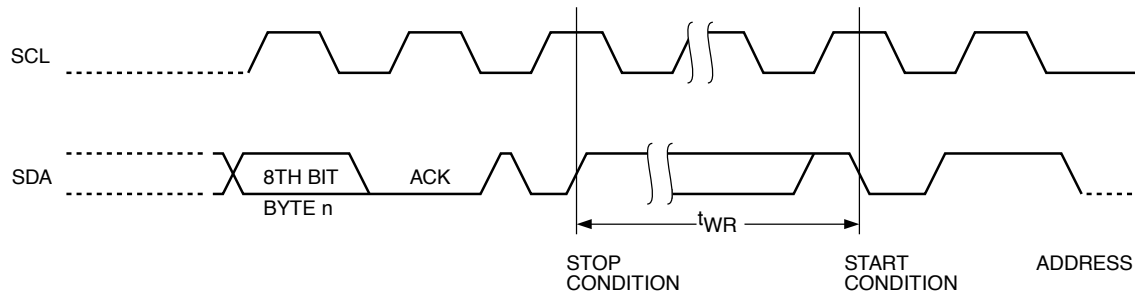 SCL
SDA
8TH BIT
ACK
BYTE n
tWR
STOP
CONDITION
START
CONDITION
ADDRESS